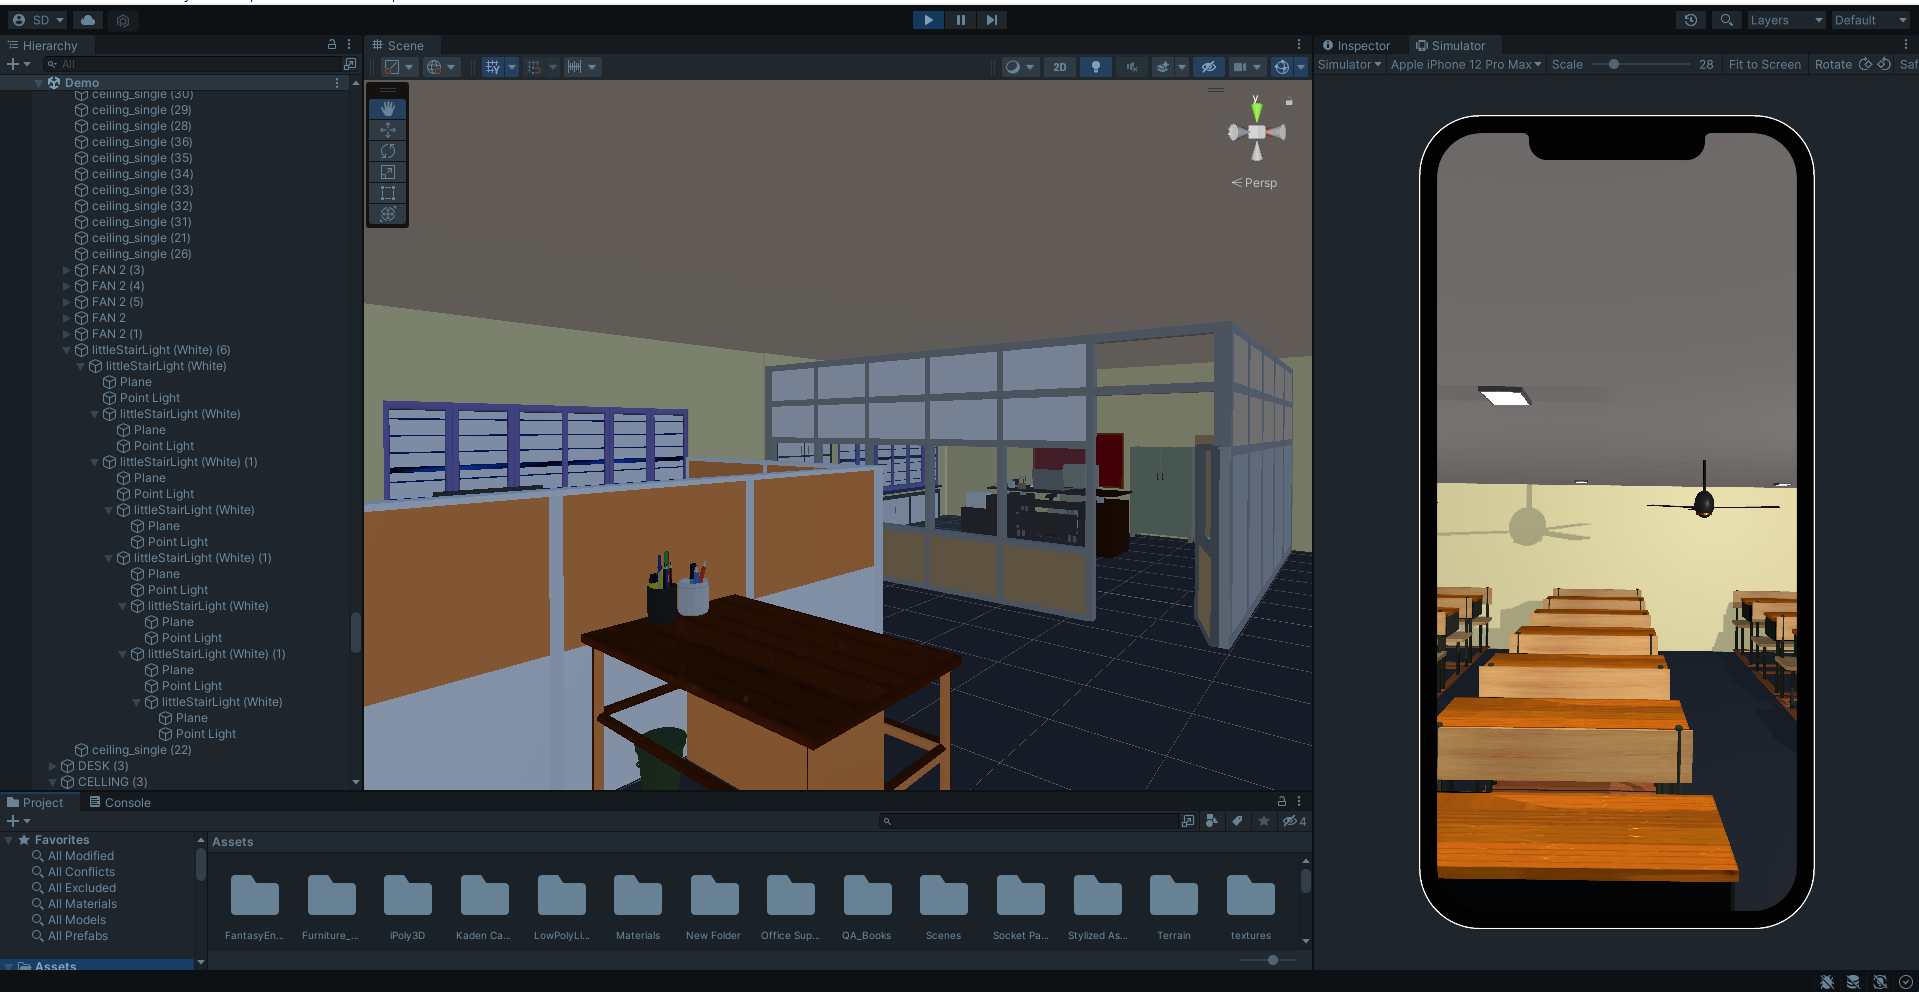 SD
Layers
Default
Hierarchy
All
Demo
ceiling_single (30)
ceiling_single (29)
ceiling_single (28)
ceiling_single (36)
ceiling_single (35)
ceiling_single (34)
ceiling_single (33)
ceiling_single (32)
ceiling_single (31)
ceiling_single (21)
ceiling_single (26)
FAN 2 (3)
FAN 2 (4)
FAN 2 (5)
FAN 2
FAN 2 (1)
littleStairLight (White) (6)
littleStairLight (White)
Plane
Point Light
littleStairLight (White)
Plane
Point Light
littleStairLight (White) (1)
Plane
Point Light
littleStairLight (White)
Plane
Point Light
littleStairLight (White) (1)
Plane
Point Light
littleStairLight (White)
Plane
Point Light
littleStairLight (White) (1)
Plane
Point Light
littleStairLight (White)
Plane
Point Light
ceiling_single (22)
DESK (3)
CELLING (3)
Scene
2D
y
Persp
Inspector
Simulator
Simulator Apple iPhone 12 Pro Max Scale 28 Fit to Screen Rotate Saf
Project
Console
4
Favorites
All Modified
All Conflicts
All Excluded
All Materials
All Models
All Prefabs
Assets
Assets
FantasyEn...
Furniture_...
iPoly3D
Kaden Ca...
LowPolyLi...
Materials
New Folder
Office Sup...
QA_Books
Scenes
Socket Pa...
Stylized As...
Terrain
textures